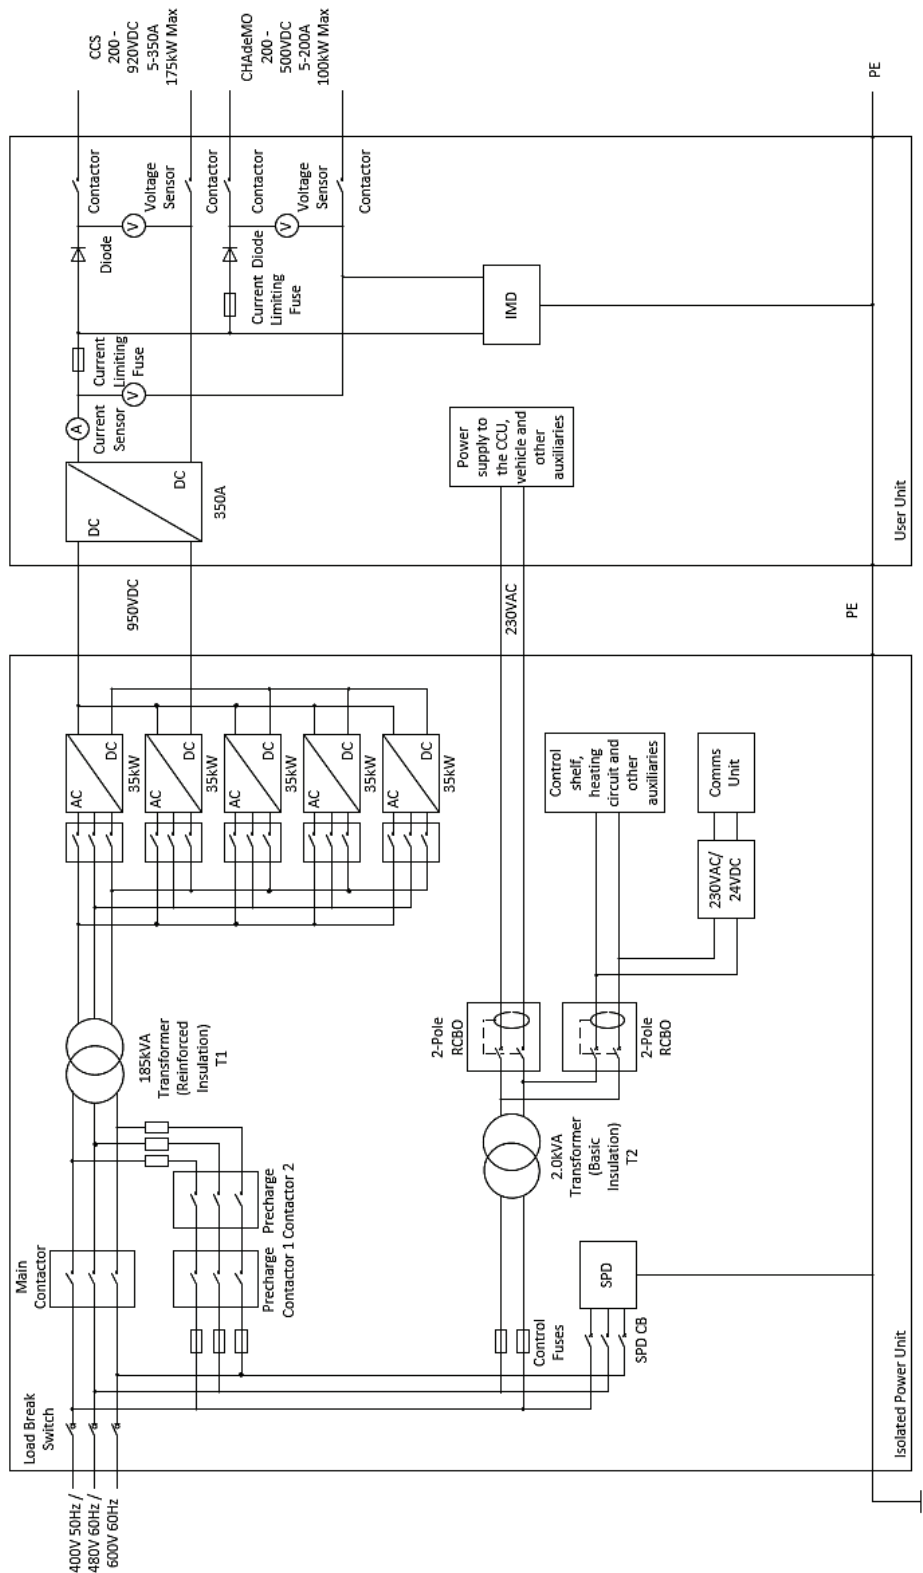 400V 50Hz /
480V 60Hz /
600V 60Hz
Load Break
Switch
Main
Contactor
Precharge
Contactor 1
Precharge
Contactor 2
185kVA
Transformer
(Reinforced
Insulation)
T1
AC
DC
35kW
AC
DC
35kW
AC
DC
35kW
AC
DC
35kW
AC
DC
35kW
Control
Fuses
2.0kVA
Transformer
(Basic
Insulation)
T2
2-Pole
RCBO
2-Pole
RCBO
Control
shelf,
heating
circuit and
other
auxiliaries
230VAC/
24VDC
Comms
Unit
SPD
SPD CB
Isolated Power Unit
950VDC
230VAC
PE
DC
DC
350A
A
Current
Sensor
V
Current
Limiting
Fuse
Diode
V
Voltage
Sensor
Contactor
Contactor
Current
Limiting
Fuse
Diode
V
Voltage
Sensor
Contactor
Contactor
IMD
Power
supply to
the CCU,
vehicle and
other
auxiliaries
User Unit
CCS
200 -
920VDC
5-350A
175kW Max
CHAdeMO
200 -
500VDC
5-200A
100kW Max
PE